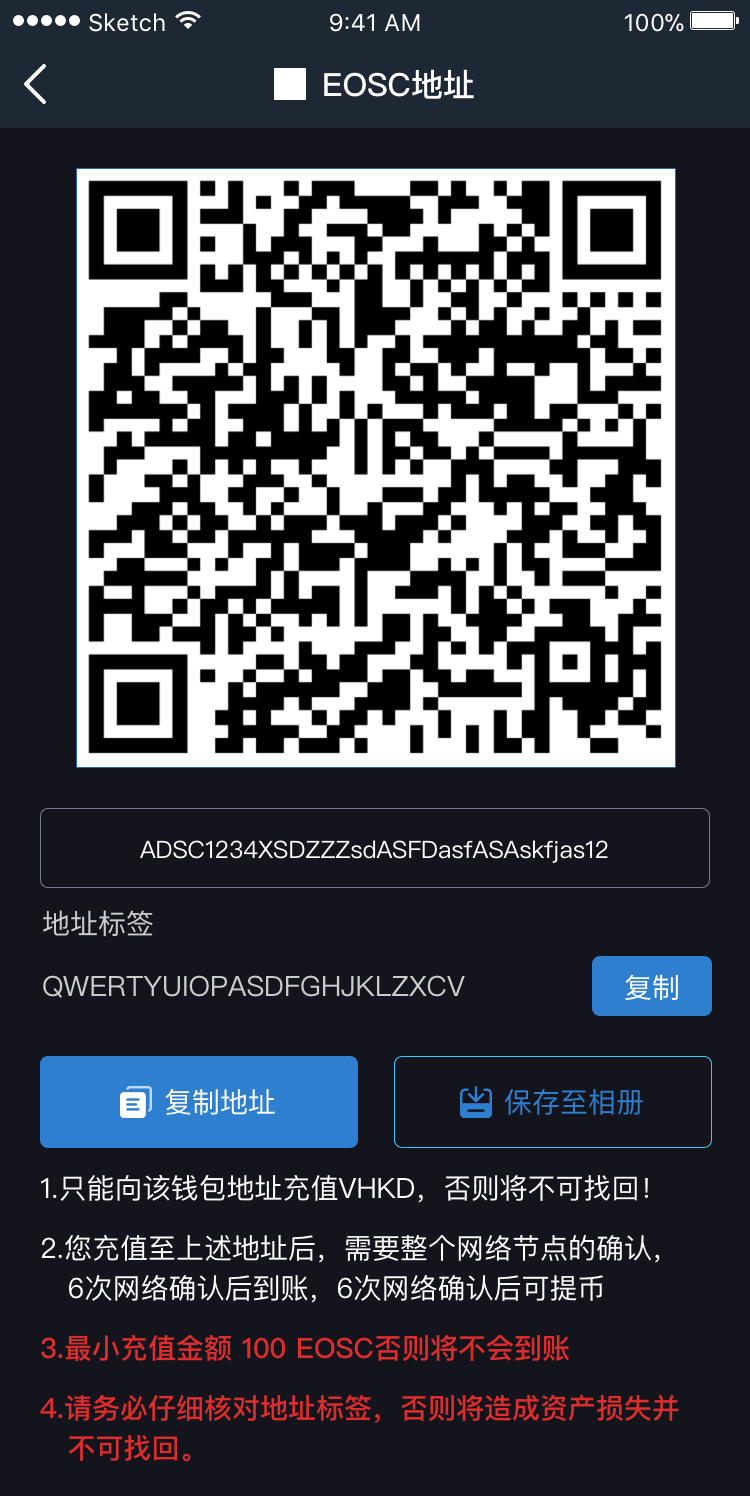 Sketch 9:41 AM 100%
EOSC地址
ADSC1234XSDZZZsdASFDasfASAskfjas12
地址标签
QWERTYUIOPASDFGHJKLZXCV 复制
复制地址 保存至相册
1.只能向该钱包地址充值VHKD，否则将不可找回！
2.您充值至上述地址后，需要整个网络节点的确认，
6次网络确认后到账，6次网络确认后可提币
3.最小充值金额 100 EOSC否则将不会到账
4.请务必仔细核对地址标签，否则将造成资产损失并
不可找回。